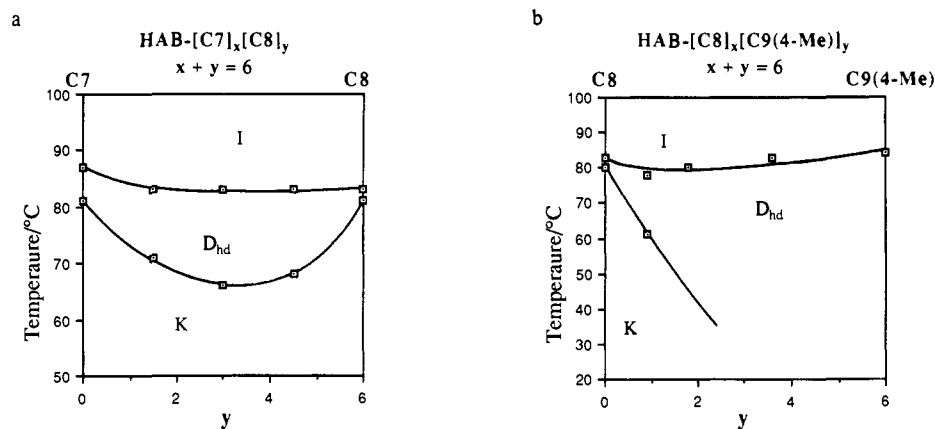 a
HAB-[C7]x[C8]y
x + y = 6
C7
C8
100
90
80
70
60
50
Temperaure/°C
I
Dhd
K
0
2
4
6
y
b
HAB-[C8]x[C9(4-Me)]y
x + y = 6
C8
C9(4-Me)
100
90
80
70
60
50
40
30
20
Temperaure/°C
I
Dhd
K
0
2
4
6
y